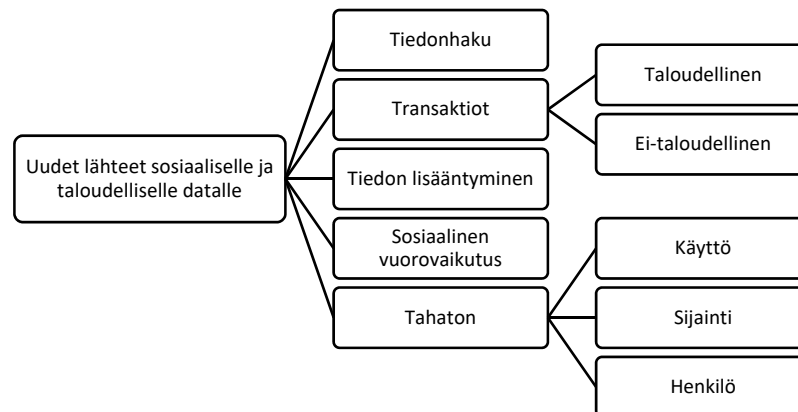 Uudet lähteet sosiaaliselle ja
taloudelliselle datalle
Tiedonhaku
Transaktiot
Taloudellinen
Ei-taloudellinen
Tiedon lisääntyminen
Sosiaalinen
vuorovaikutus
Tahaton
Käyttö
Sijainti
Henkilö